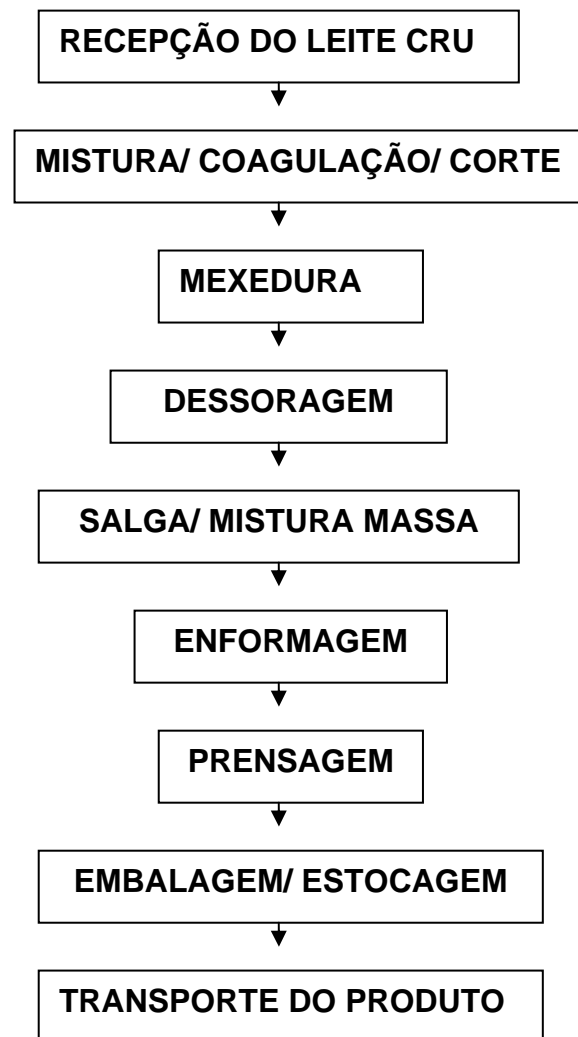 RECEPÇÃO DO LEITE CRU
MISTURA/ COAGULAÇÃO/ CORTE
MEXEDURA
DESSORAGEM
SALGA/ MISTURA MASSA
ENFORMAGEM
PRENSAGEM
EMBALAGEM/ ESTOCAGEM
TRANSPORTE DO PRODUTO